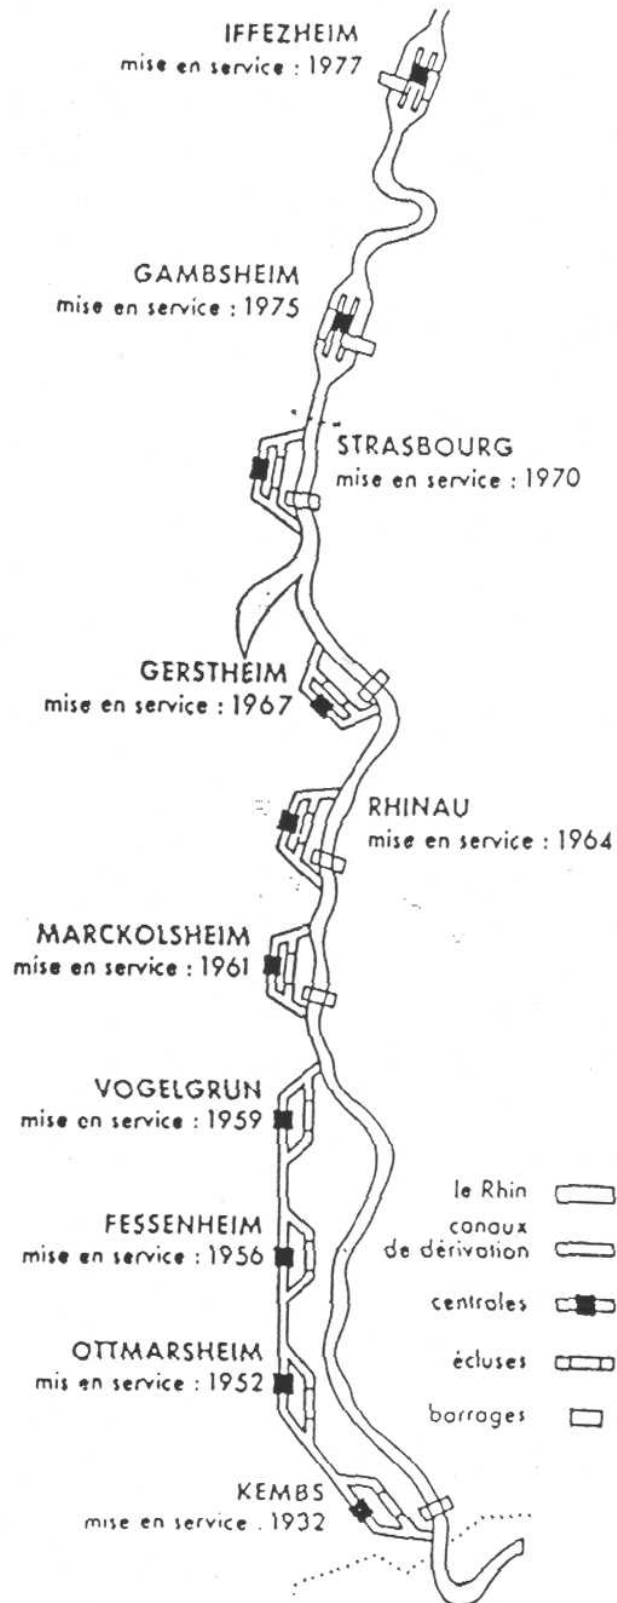 IFFEZHEIM
mise en service : 1977
GAMBSHEIM
mise en service : 1975
STRASBOURG
mise en service : 1970
GERSTHEIM
mise en service : 1967
RHINAU
mise en service : 1964
MARCKOLSHEIM
mise en service : 1961
VOGELGRUN
mise en service : 1959
FESSENHEIM
mise en service : 1956
OTTMARSHEIM
mis en service : 1952
KEMBS
mise en service . 1932
le Rhin
canaux
de dérivation
centrales
écluses
barrages